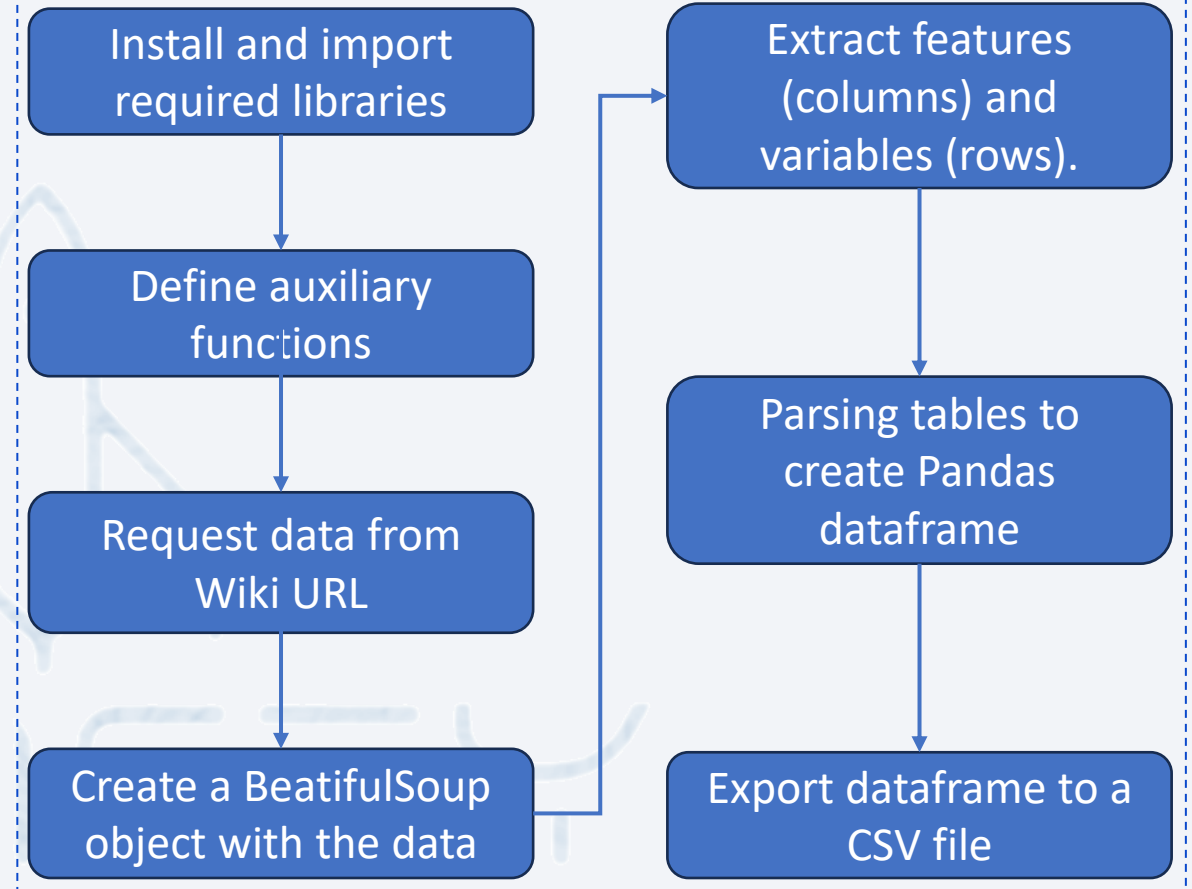 Install and import
required libraries
Define auxiliary
functions
Request data from
Wiki URL
Create a BeatifulSoup
object with the data
Extract features
(columns) and
variables (rows).
Parsing tables to
create Pandas
dataframe
Export dataframe to a
CSV file